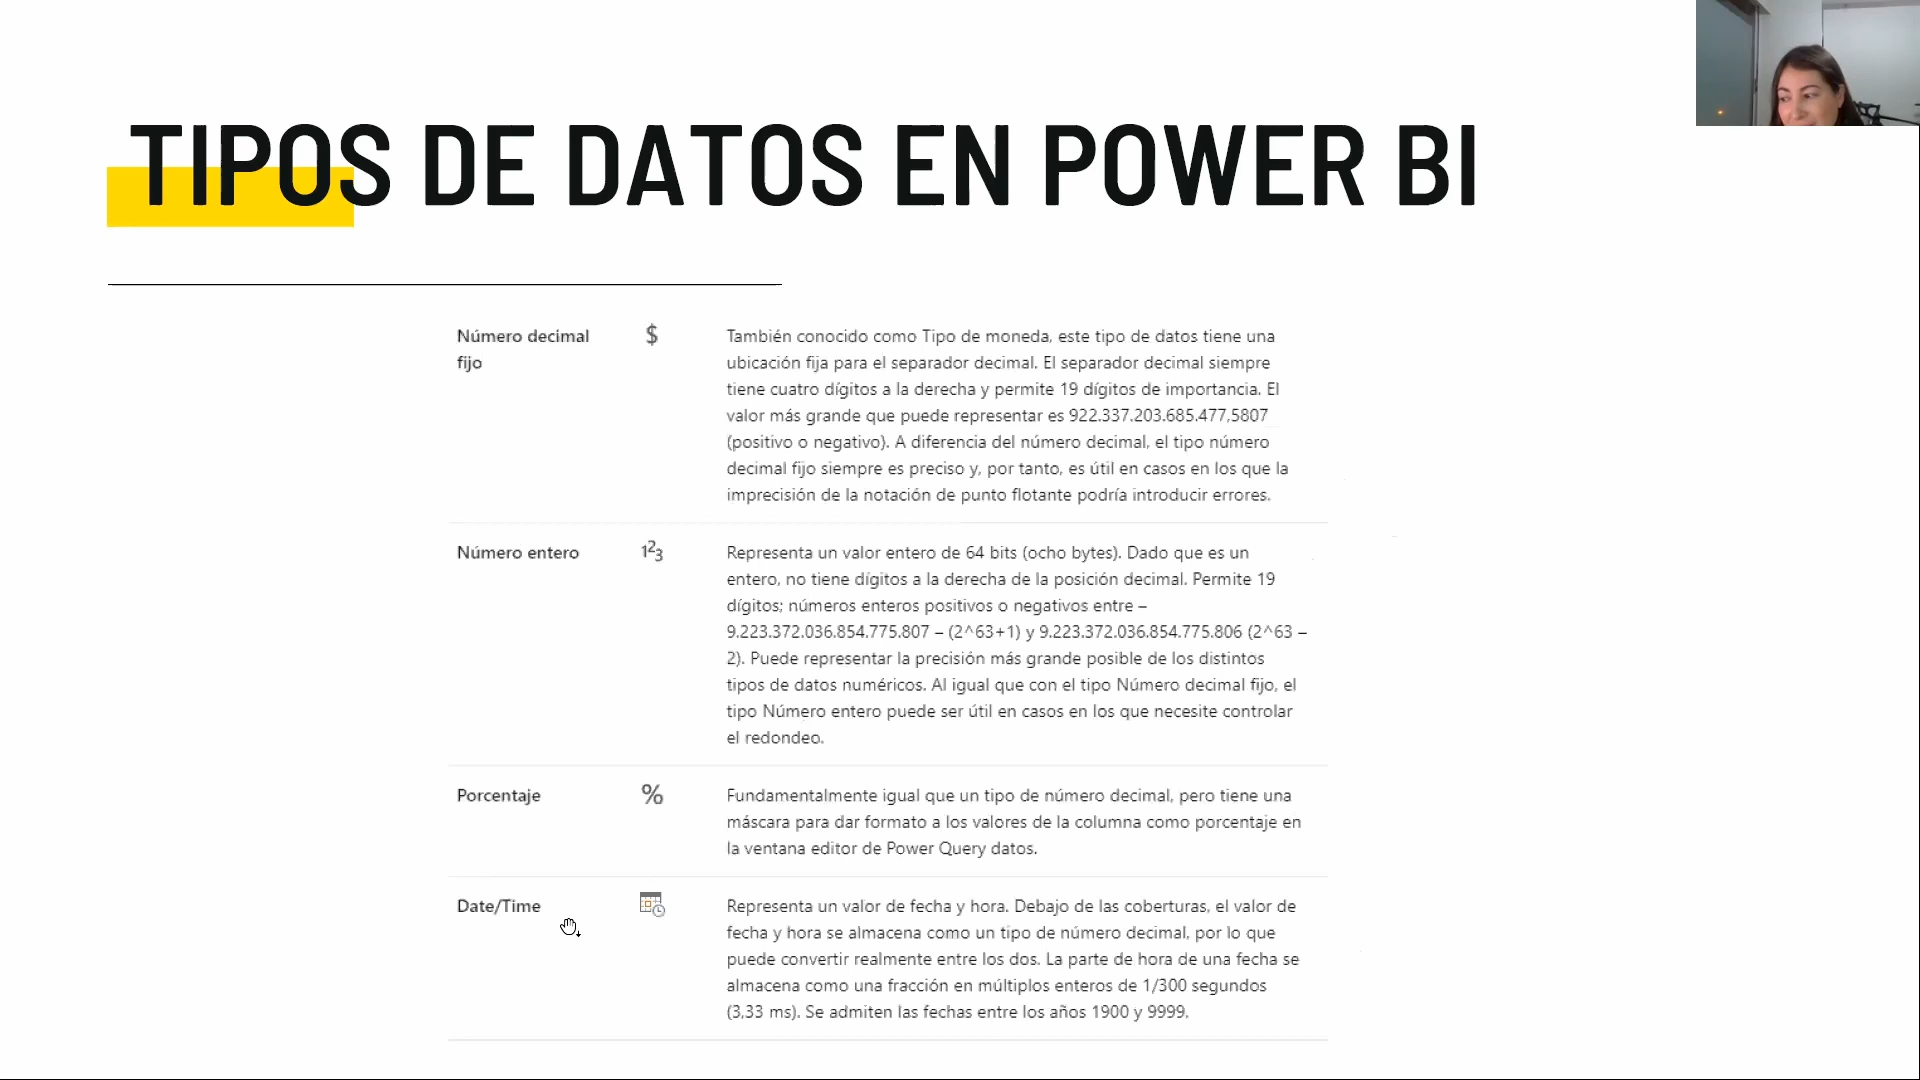 TIPOS DE DATOS EN POWER BI
Número decimal
fijo
$
También conocido como Tipo de moneda, este tipo de datos tiene una
ubicación fija para el separador decimal. El separador decimal siempre
tiene cuatro dígitos a la derecha y permite 19 dígitos de importancia. El
valor más grande que puede representar es 922.337.203.685.477,5807
(positivo o negativo). A diferencia del número decimal, el tipo número
decimal fijo siempre es preciso y, por tanto, es útil en casos en los que la
imprecisión de la notación de punto flotante podría introducir errores.
Número entero
123
Representa un valor entero de 64 bits (ocho bytes). Dado que es un
entero, no tiene dígitos a la derecha de la posición decimal. Permite 19
dígitos; números enteros positivos o negativos entre –
9.223.372.036.854.775.807 – (2^63+1) y 9.223.372.036.854.775.806 (2^63 –
2). Puede representar la precisión más grande posible de los distintos
tipos de datos numéricos. Al igual que con el tipo Número decimal fijo, el
tipo Número entero puede ser útil en casos en los que necesite controlar
el redondeo.
Porcentaje
%
Fundamentalmente igual que un tipo de número decimal, pero tiene una
máscara para dar formato a los valores de la columna como porcentaje en
la ventana editor de Power Query datos.
Date/Time
Representa un valor de fecha y hora. Debajo de las coberturas, el valor de
fecha y hora se almacena como un tipo de número decimal, por lo que
puede convertir realmente entre los dos. La parte de hora de una fecha se
almacena como una fracción en múltiplos enteros de 1/300 segundos
(3,33 ms). Se admiten las fechas entre los años 1900 y 9999.